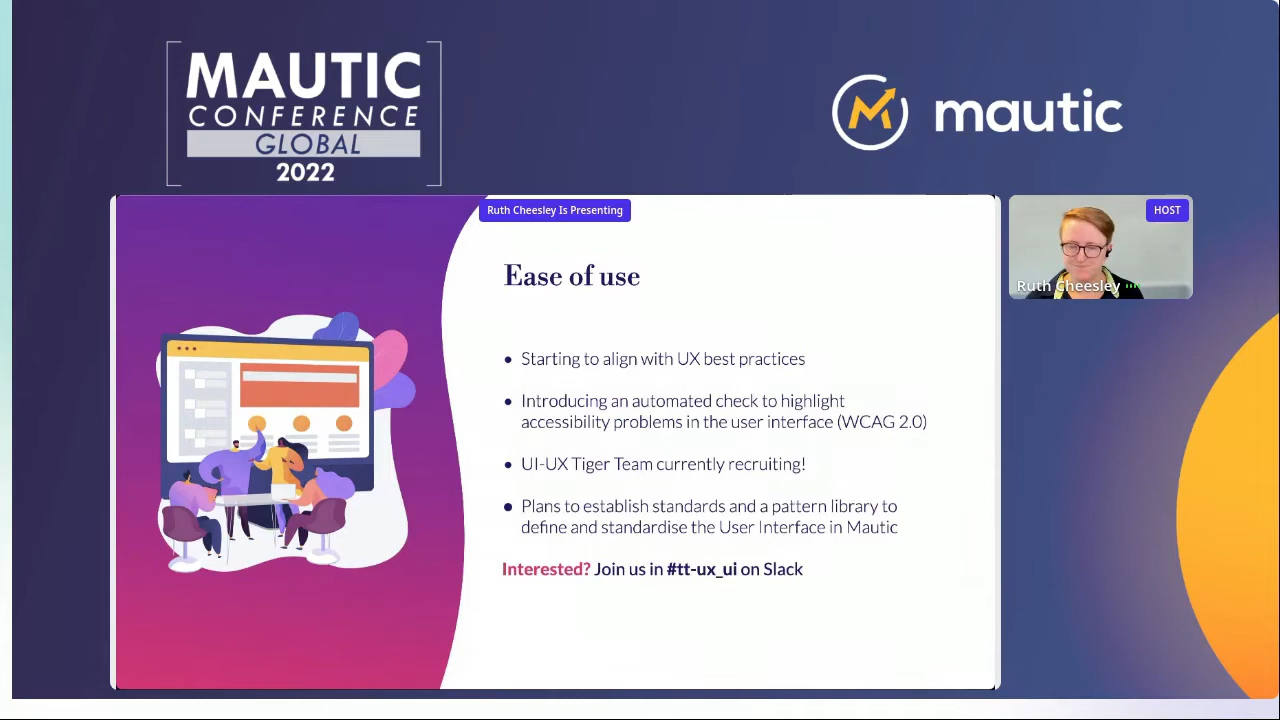 MAUTIC
CONFERENCE
GLOBAL
2022
mautic
Ruth Cheesley Is Presenting
HOST
Ruth Cheesley
Ease of use
• Starting to align with UX best practices
• Introducing an automated check to highlight
accessibility problems in the user interface (WCAG 2.0)
• UI-UX Tiger Team currently recruiting!
• Plans to establish standards and a pattern library to
define and standardise the User Interface in Mautic
Interested? Join us in #tt-ux_ui on Slack